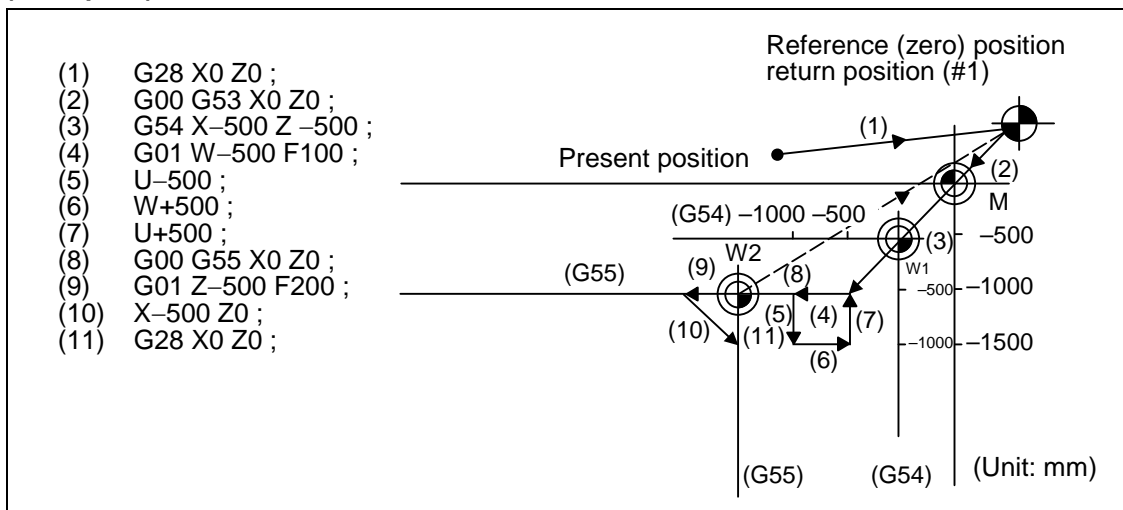 (1) G28 X0 Z0 ;
(2) G00 G53 X0 Z0 ;
(3) G54 X−500 Z −500 ;
(4) G01 W−500 F100 ;
(5) U−500 ;
(6) W+500 ;
(7) U+500 ;
(8) G00 G55 X0 Z0 ;
(9) G01 Z−500 F200 ;
(10) X−500 Z0 ;
(11) G28 X0 Z0 ;
Reference (zero) position
return position (#1)
(1)
Present position
(2)
M
(G54) −1000 −500
(3)
−500
W2
W1
(G55)
(9)
(8)
−500
−1000
(10)
(11)
(5)
(4)
(7)
(6)
−1000
−1500
(G55)
(G54)
(Unit: mm)